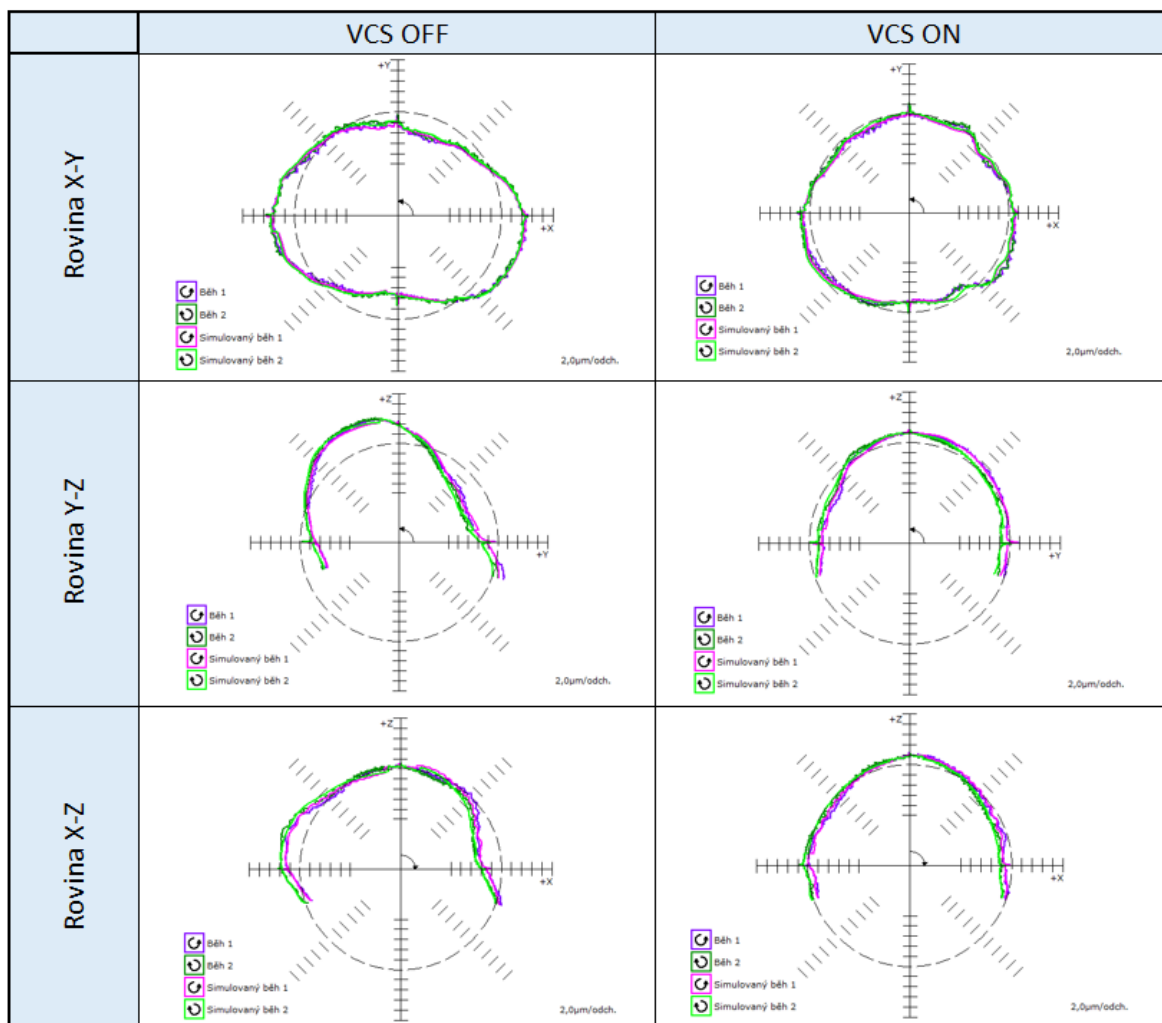 VCS OFF
VCS ON
Rovina X-Y
+Y
+X
Běh 1
Běh 2
Simulovaný běh 1
Simulovaný běh 2
2,0µm/odch.
+Y
+X
Běh 1
Běh 2
Simulovaný běh 1
Simulovaný běh 2
2,0µm/odch.
Rovina Y-Z
+Z
+Y
Běh 1
Běh 2
Simulovaný běh 1
Simulovaný běh 2
2,0µm/odch.
+Z
+Y
Běh 1
Běh 2
Simulovaný běh 1
Simulovaný běh 2
2,0µm/odch.
Rovina X-Z
+Z
+X
Běh 1
Běh 2
Simulovaný běh 1
Simulovaný běh 2
2,0µm/odch.
+Z
+X
Běh 1
Běh 2
Simulovaný běh 1
Simulovaný běh 2
2,0µm/odch.